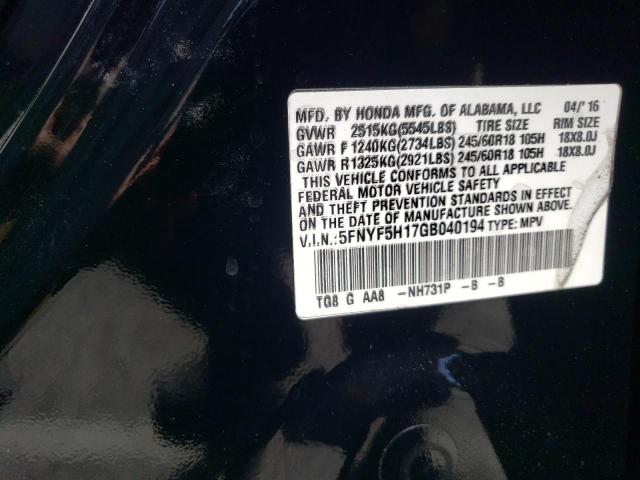 MFD. BY HONDA MFG. OF ALABAMA, LLC 04/'16
GVWR 2515KG(5545LBS) TIRE SIZE RIM SIZE
GAWR F 1240KG(2734LBS) 245/60R18 105H 18X8.0J
GAWR R1325KG(2921LBS) 245/60R18 105H 18X8.0J
THIS VEHICLE CONFORMS TO ALL APPLICABLE
FEDERAL MOTOR VEHICLE SAFETY
AND THEFT PREVENTION STANDARDS IN EFFECT
ON THE DATE OF MANUFACTURE SHOWN ABOVE.
V.I.N.:5FNYF5H17GB040194 TYPE: MPV
TG8 G AA8 -NH731P -B -B